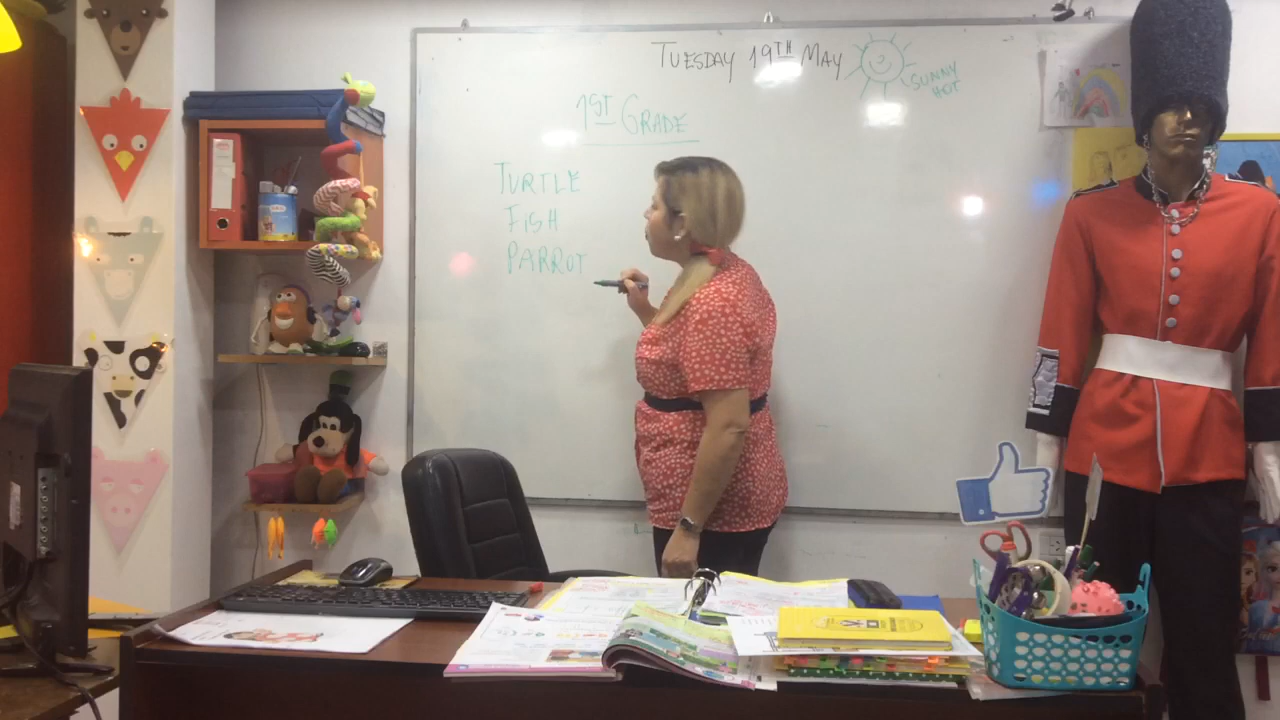 TUESDAY 19TH MAY
SUNNY
HOT
1ST GRADE
TURTLE
FISH
PARROT